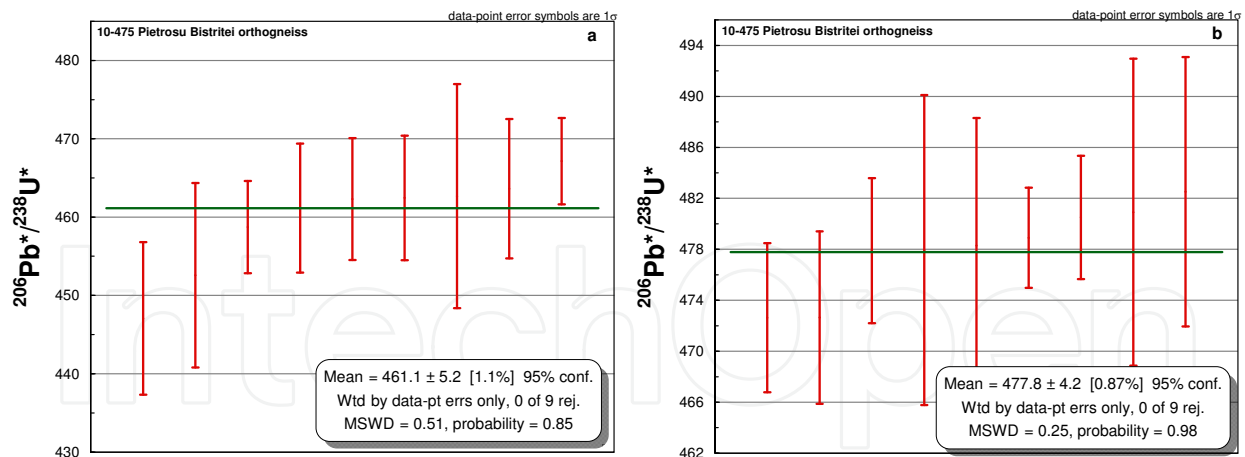 data-point error symbols are 1σ
10-475 Pietrosu Bistritei orthogneiss
a
480
470
460
450
440
430
206Pb*/238U*
Mean = 461.1 ± 5.2 [1.1%] 95% conf.
Wtd by data-pt errs only, 0 of 9 rej.
MSWD = 0.51, probability = 0.85
data-point error symbols are 1σ
10-475 Pietrosu Bistritei orthogneiss
b
494
490
486
482
478
474
470
466
462
206Pb*/238U*
Mean = 477.8 ± 4.2 [0.87%] 95% conf.
Wtd by data-pt errs only, 0 of 9 rej.
MSWD = 0.25, probability = 0.98
IntechOpen